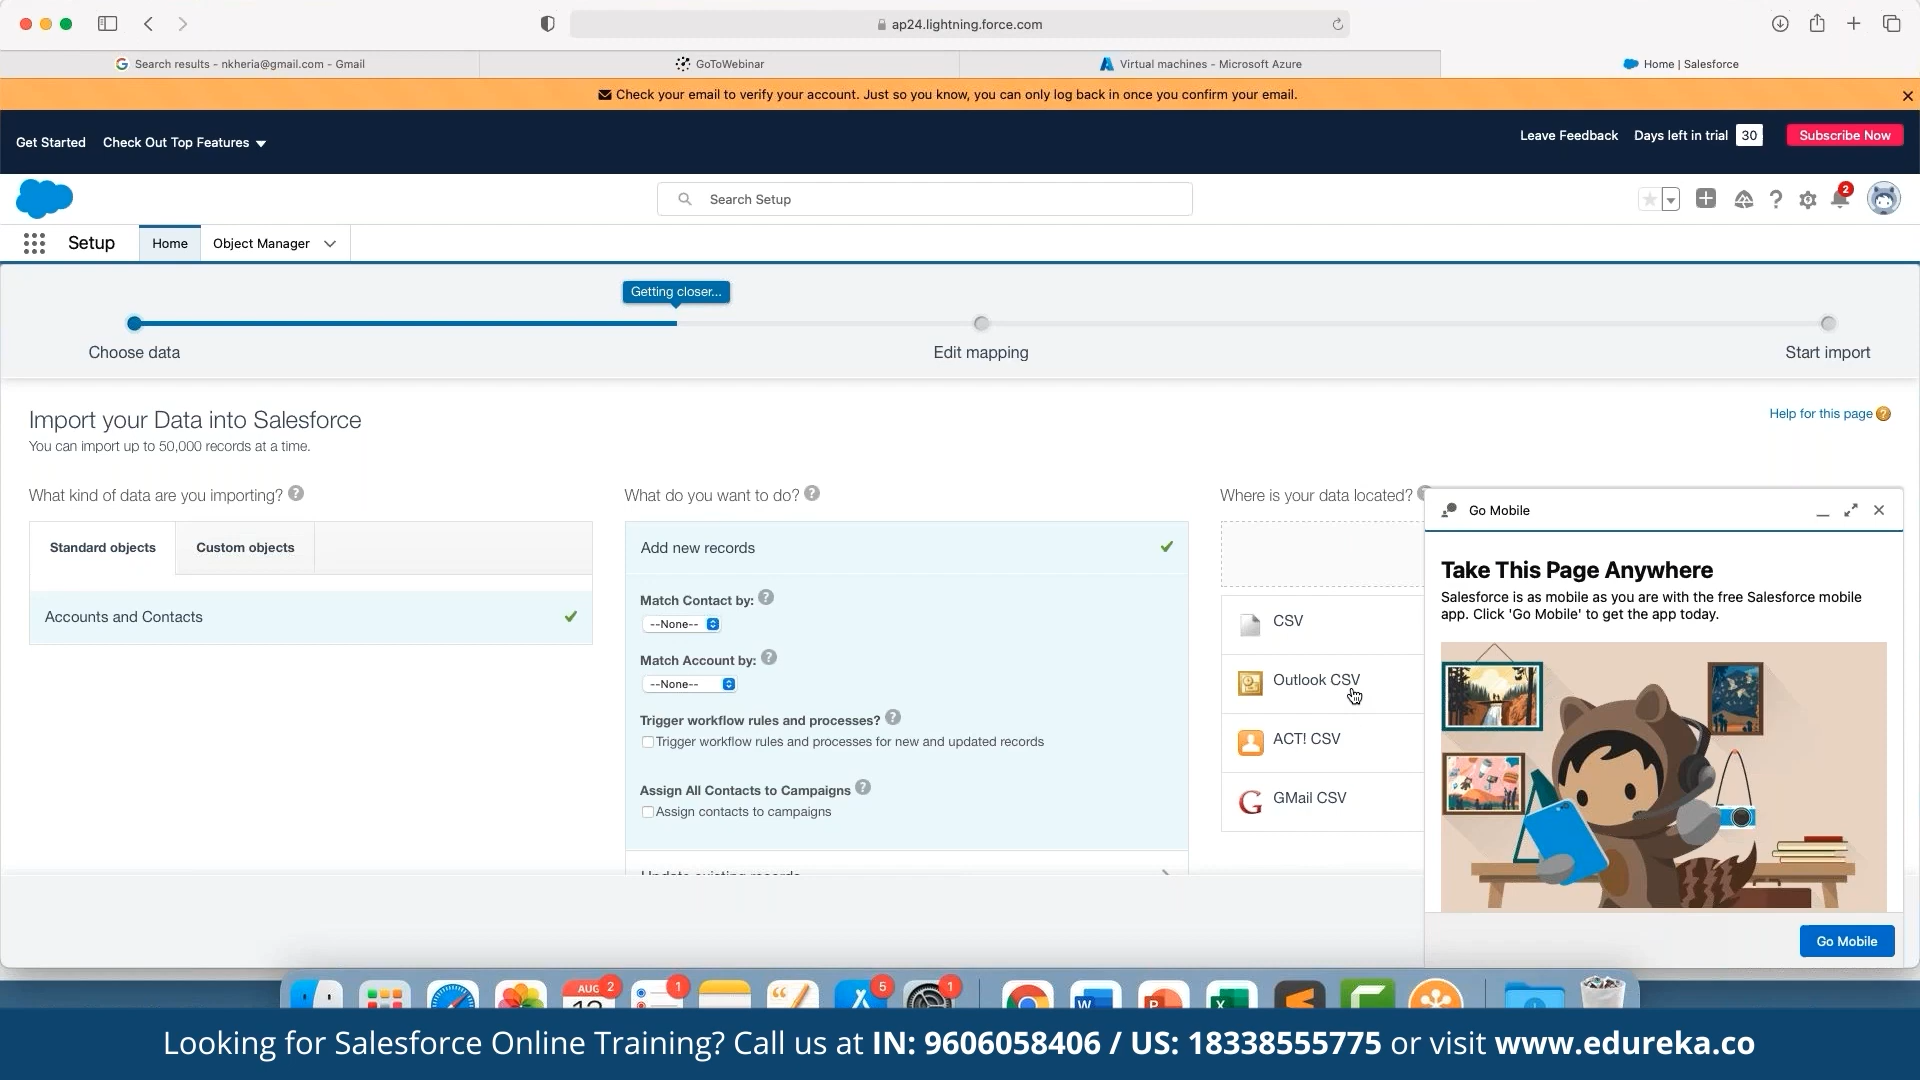 ap24.lightning.force.com
Search results - nkheria@gmail.com - Gmail
GoToWebinar
Virtual machines - Microsoft Azure
Home | Salesforce
Check your email to verify your account. Just so you know, you can only log back in once you confirm your email.
Get Started
Check Out Top Features
Leave Feedback
Days left in trial 30
Subscribe Now
Search Setup
2
Setup
Home
Object Manager
Getting closer...
Choose data
Edit mapping
Start import
Import your Data into Salesforce
You can import up to 50,000 records at a time.
Help for this page ?
What kind of data are you importing? ?
Standard objects
Custom objects
Accounts and Contacts
What do you want to do? ?
Add new records
Match Contact by: ?
--None--
Match Account by: ?
--None--
Trigger workflow rules and processes? ?
Trigger workflow rules and processes for new and updated records
Assign All Contacts to Campaigns ?
Assign contacts to campaigns
Update existing records
Where is your data located?
CSV
Outlook CSV
ACT! CSV
GMail CSV
Go Mobile
Take This Page Anywhere
Salesforce is as mobile as you are with the free Salesforce mobile
app. Click 'Go Mobile' to get the app today.
Go Mobile
AUG 2
1
5
1
Looking for Salesforce Online Training? Call us at IN: 9606058406 / US: 18338555775 or visit www.edureka.co